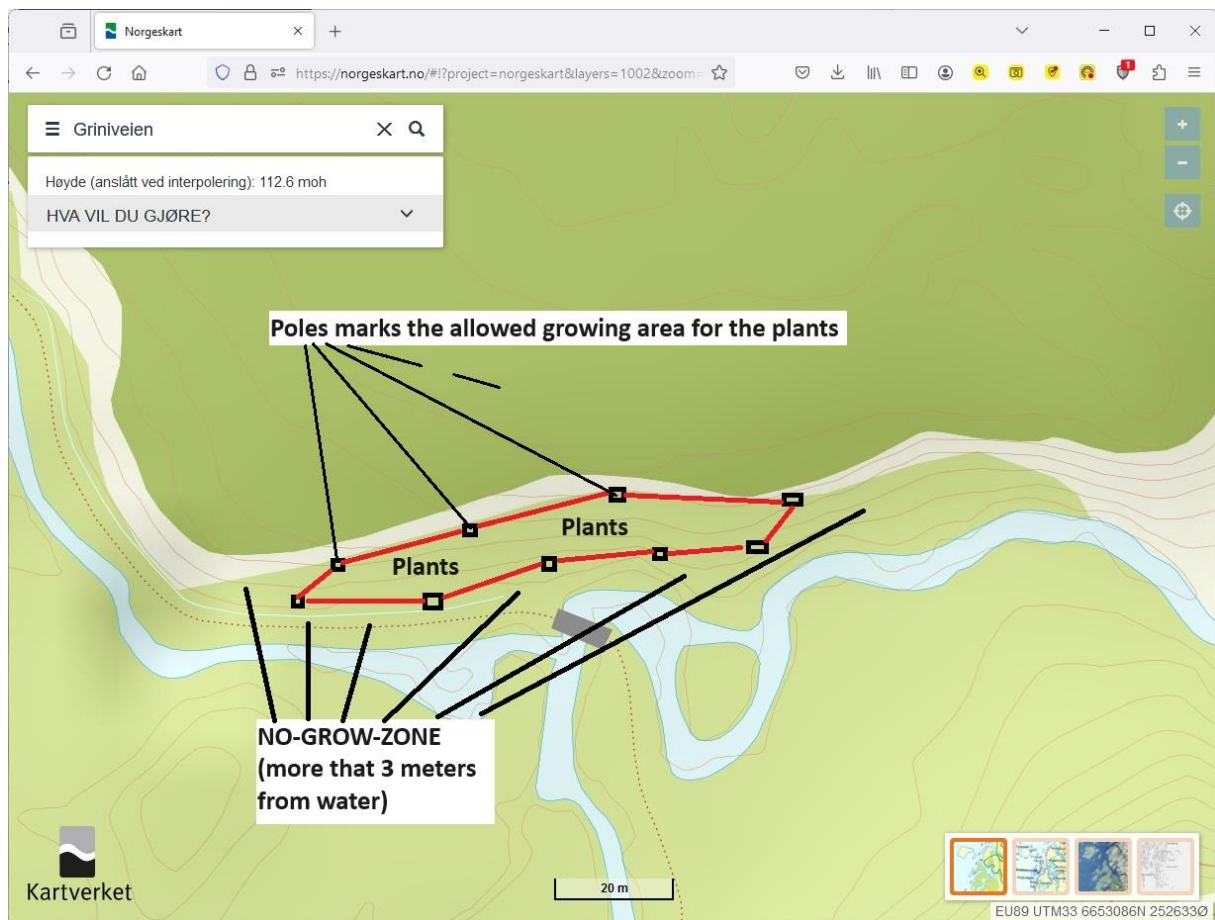 Norgeskart
https://norgeskart.no/#!?project=norgeskart&layers=1002&zoom=
1
Griniveien
Høyde (anslått ved interpolering): 112.6 moh
HVA VIL DU GJØRE?
Poles marks the allowed growing area for the plants
Plants
Plants
NO-GROW-ZONE
(more that 3 meters
from water)
Kartverket
20 m
EU89 UTM33 6653086N 252633Ø